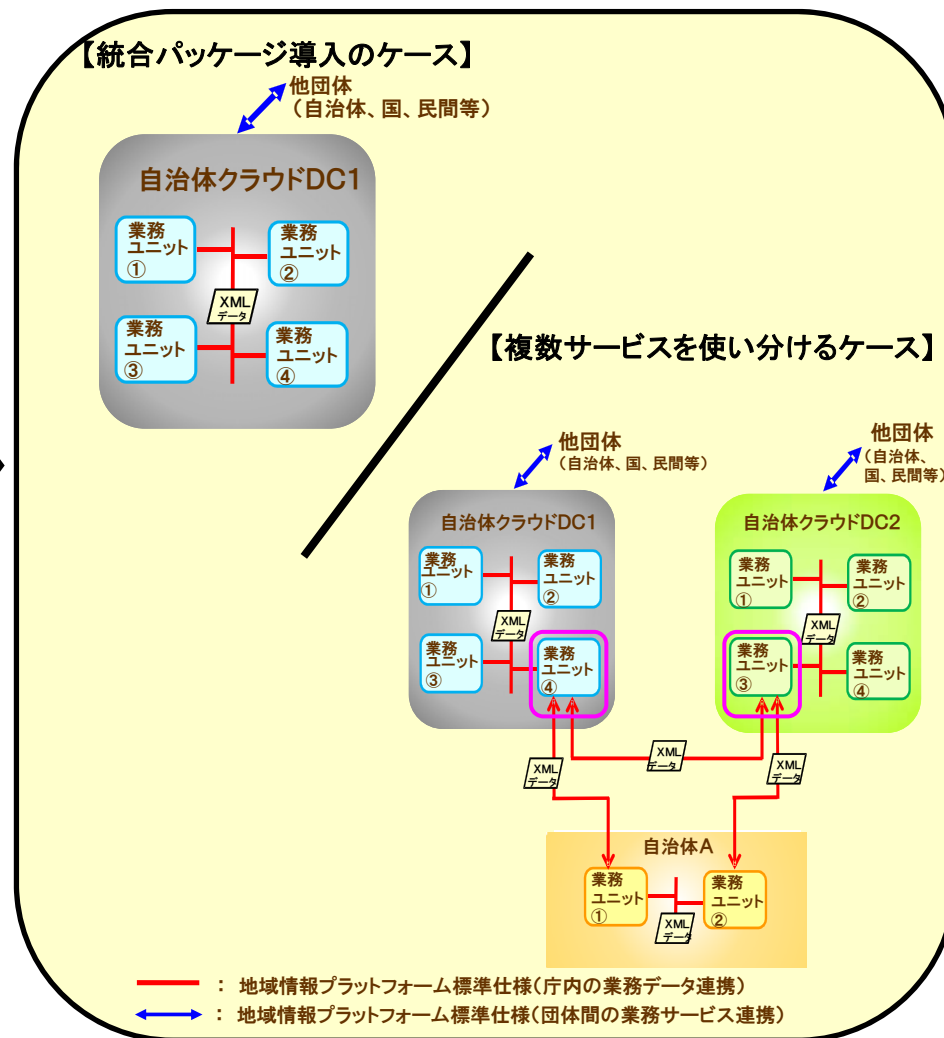 【統合パッケージ導入のケース】
他団体
（自治体、国、民間等）
自治体クラウドDC1
業務
ユニット
①
業務
ユニット
②
XML
データ
業務
ユニット
③
業務
ユニット
④
【複数サービスを使い分けるケース】
他団体
（自治体、国、民間等）
自治体クラウドDC1
業務
ユニット
①
業務
ユニット
②
XML
データ
業務
ユニット
③
業務
ユニット
④
他団体
（自治体、
国、民間等）
自治体クラウドDC2
業務
ユニット
①
業務
ユニット
②
XML
データ
業務
ユニット
③
業務
ユニット
④
XML
データ
XML
データ
XML
データ
自治体A
業務
ユニット
①
業務
ユニット
②
XML
データ
： 地域情報プラットフォーム標準仕様（庁内の業務データ連携）
： 地域情報プラットフォーム標準仕様（団体間の業務サービス連携）